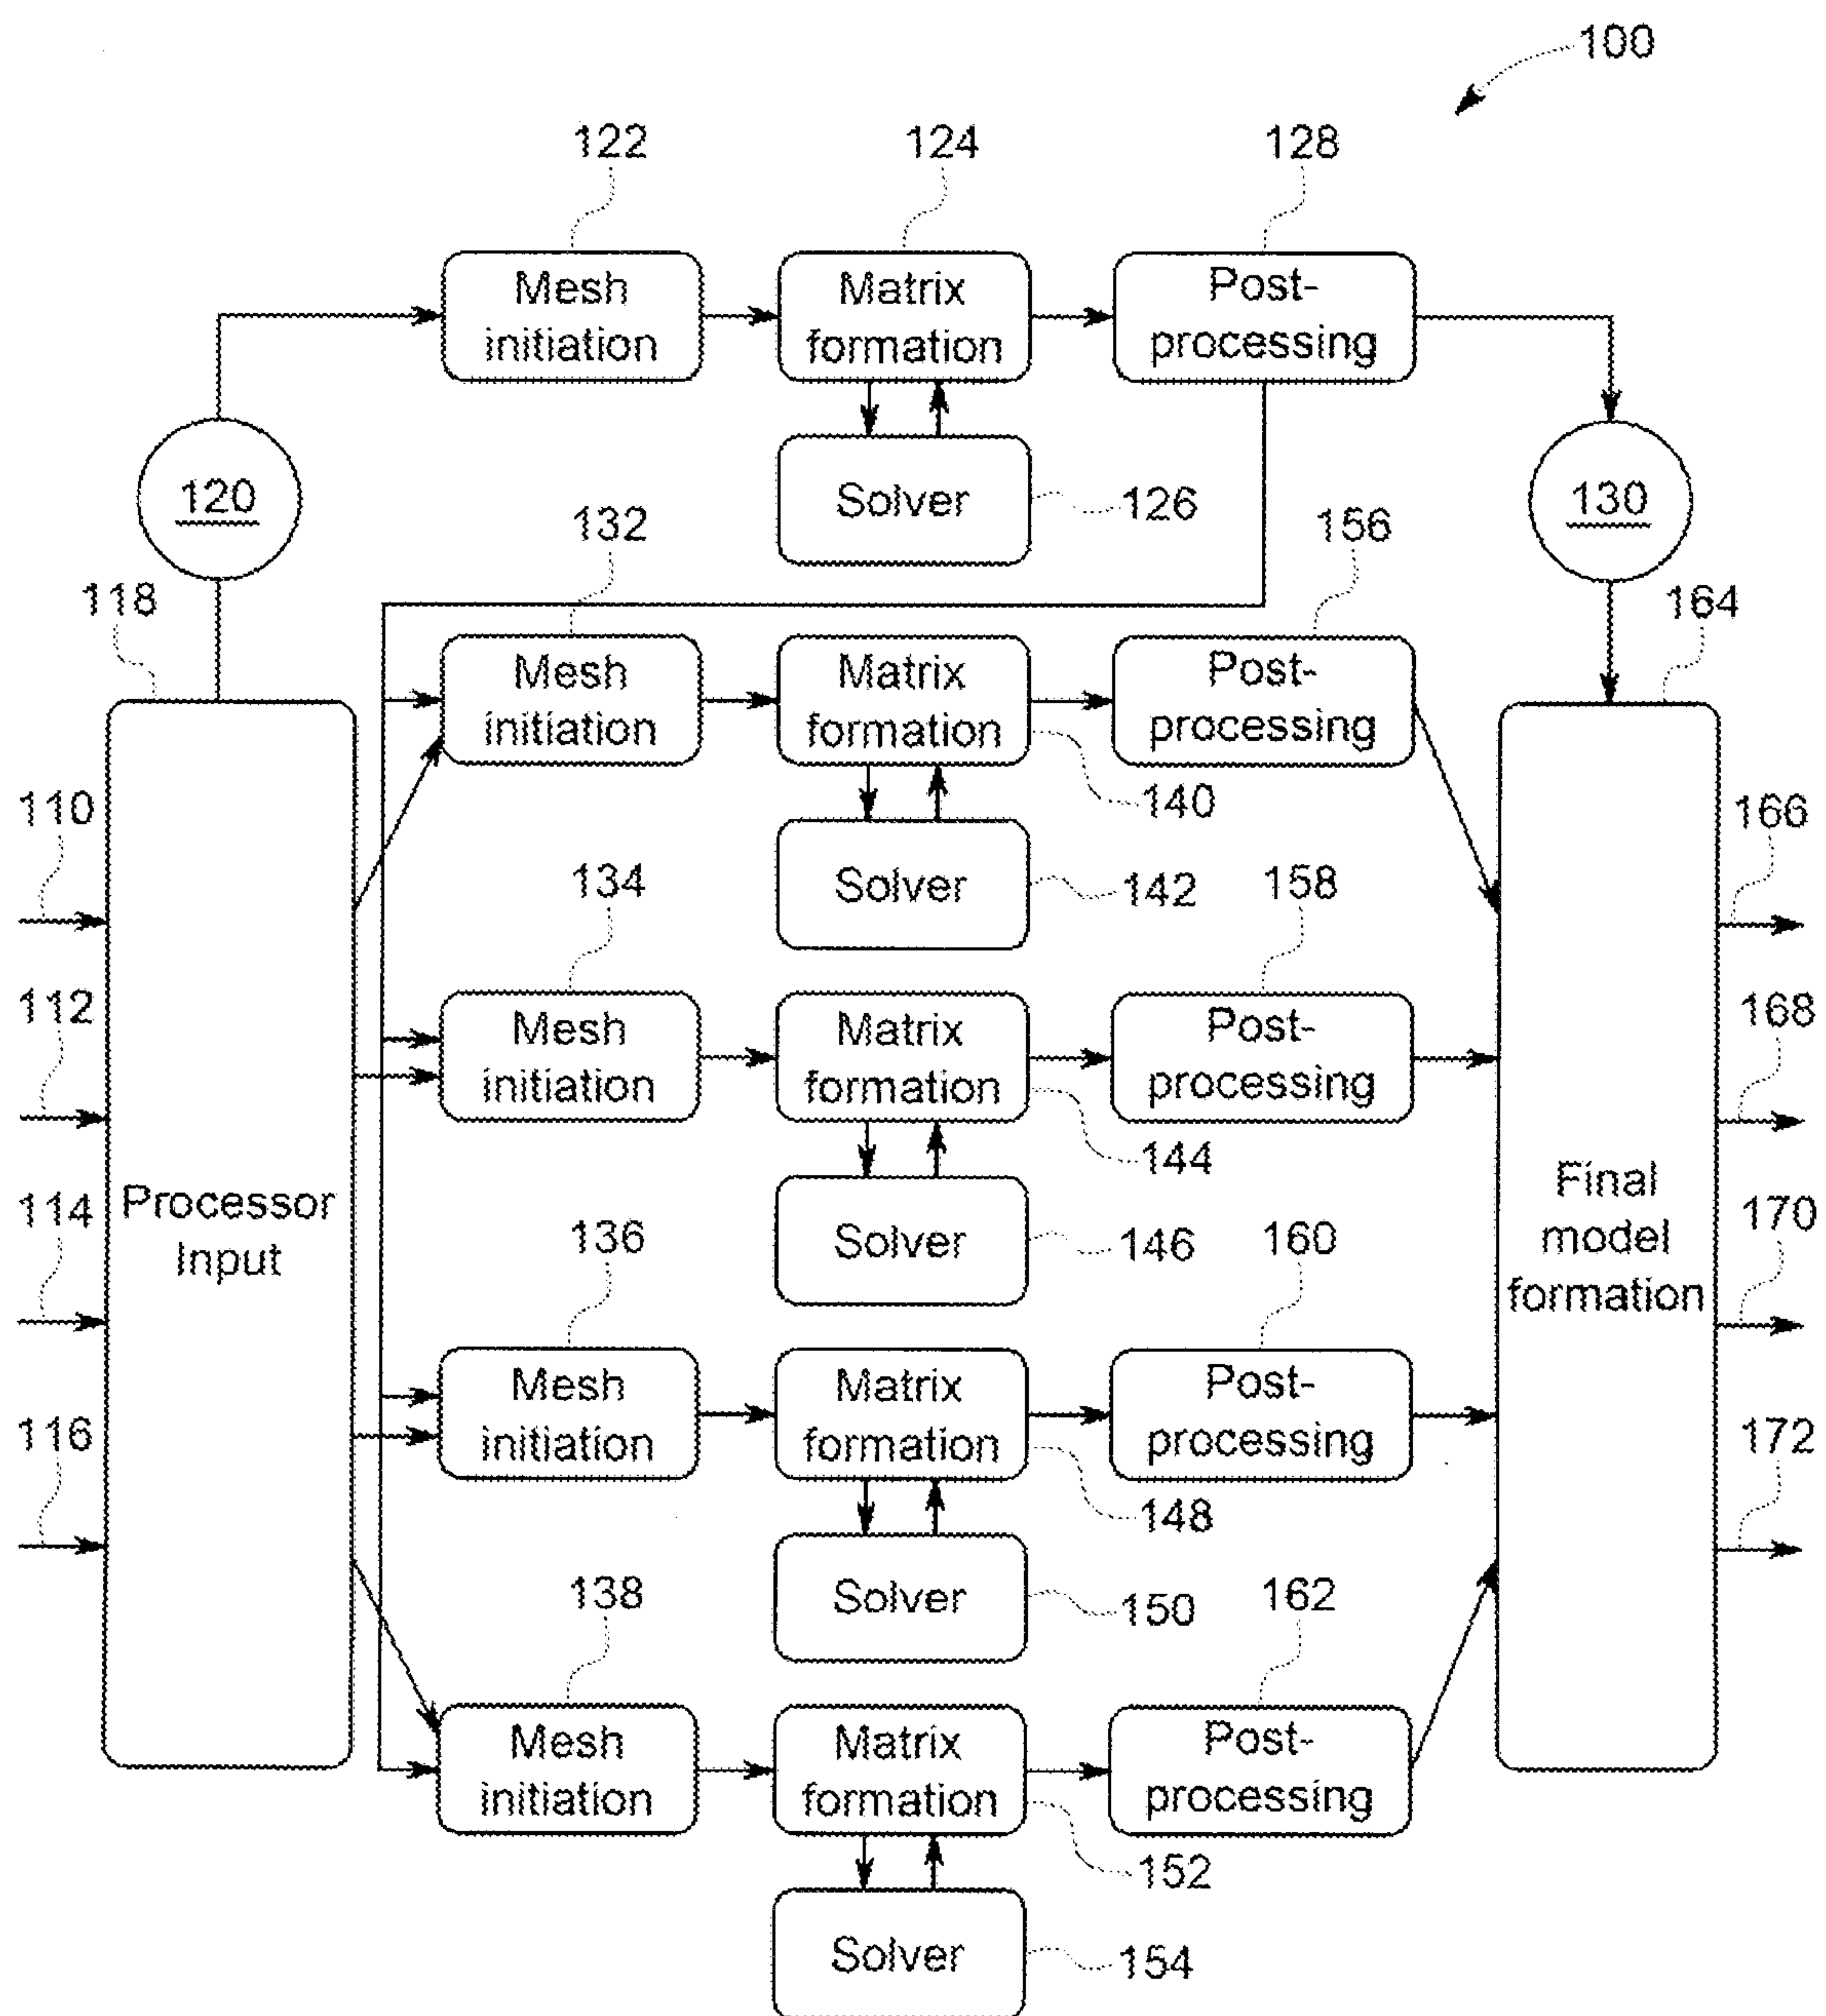 100
122
124
128
Mesh
initiation
Matrix
formation
Post-
processing
120
Solver
126
130
132
156
118
164
Mesh
initiation
Matrix
formation
Post-
processing
140
110
166
134
Solver
142
158
112
168
Mesh
initiation
Matrix
formation
Post-
processing
144
Processor
Input
Final
model
formation
114
170
136
Solver
146
160
116
172
Mesh
initiation
Matrix
formation
Post-
processing
148
138
Solver
150
162
Mesh
initiation
Matrix
formation
Post-
processing
152
Solver
154